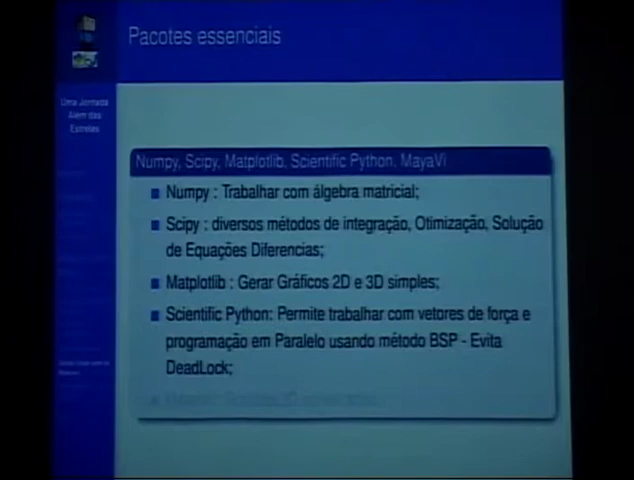 Pacotes essenciais
Uma Jornada
Além das
Estrelas
Numpy, Scipy, Matplotlib, Scientific Python, MayaVi
Numpy : Trabalhar com álgebra matricial;
Scipy : diversos métodos de integração, Otimização, Solução
de Equações Diferencias;
Matplotlib : Gerar Gráficos 2D e 3D simples;
Scientific Python: Permite trabalhar com vetores de força e
programação em Paralelo usando método BSP - Evita
DeadLock;